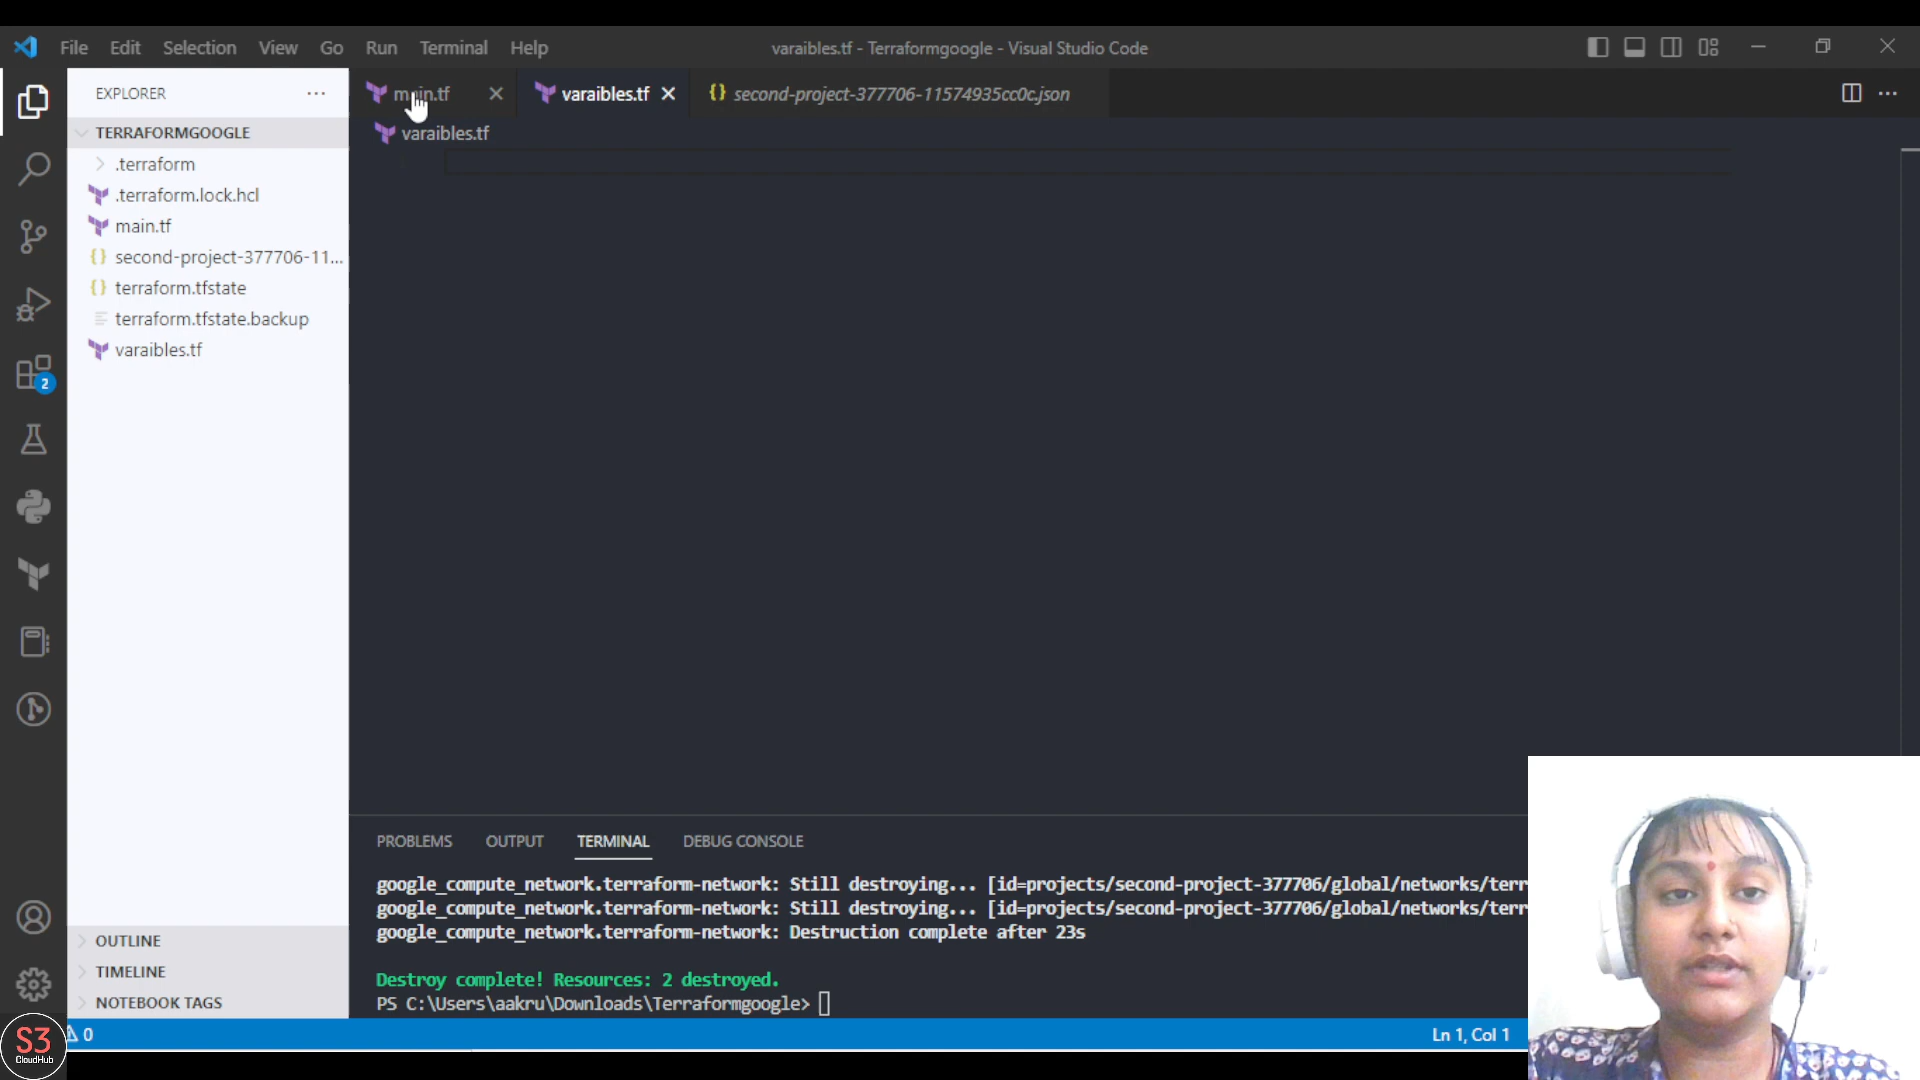 File Edit Selection View Go Run Terminal Help
varaibles.tf - Terraformgoogle - Visual Studio Code
EXPLORER
main.tf
varaibles.tf
{} second-project-377706-11574935cc0c.json
TERRAFORMGOOGLE
varaibles.tf
.terraform
.terraform.lock.hcl
main.tf
{} second-project-377706-11...
{} terraform.tfstate
terraform.tfstate.backup
varaibles.tf
2
PROBLEMS OUTPUT TERMINAL DEBUG CONSOLE
google_compute_network.terraform-network: Still destroying... [id=projects/second-project-377706/global/networks/terr
google_compute_network.terraform-network: Still destroying... [id=projects/second-project-377706/global/networks/terr
google_compute_network.terraform-network: Destruction complete after 23s
Destroy complete! Resources: 2 destroyed.
PS C:\Users\aakru\Downloads\Terraformgoogle>
OUTLINE
TIMELINE
NOTEBOOK TAGS
0
Ln 1, Col 1
S3
CloudHub